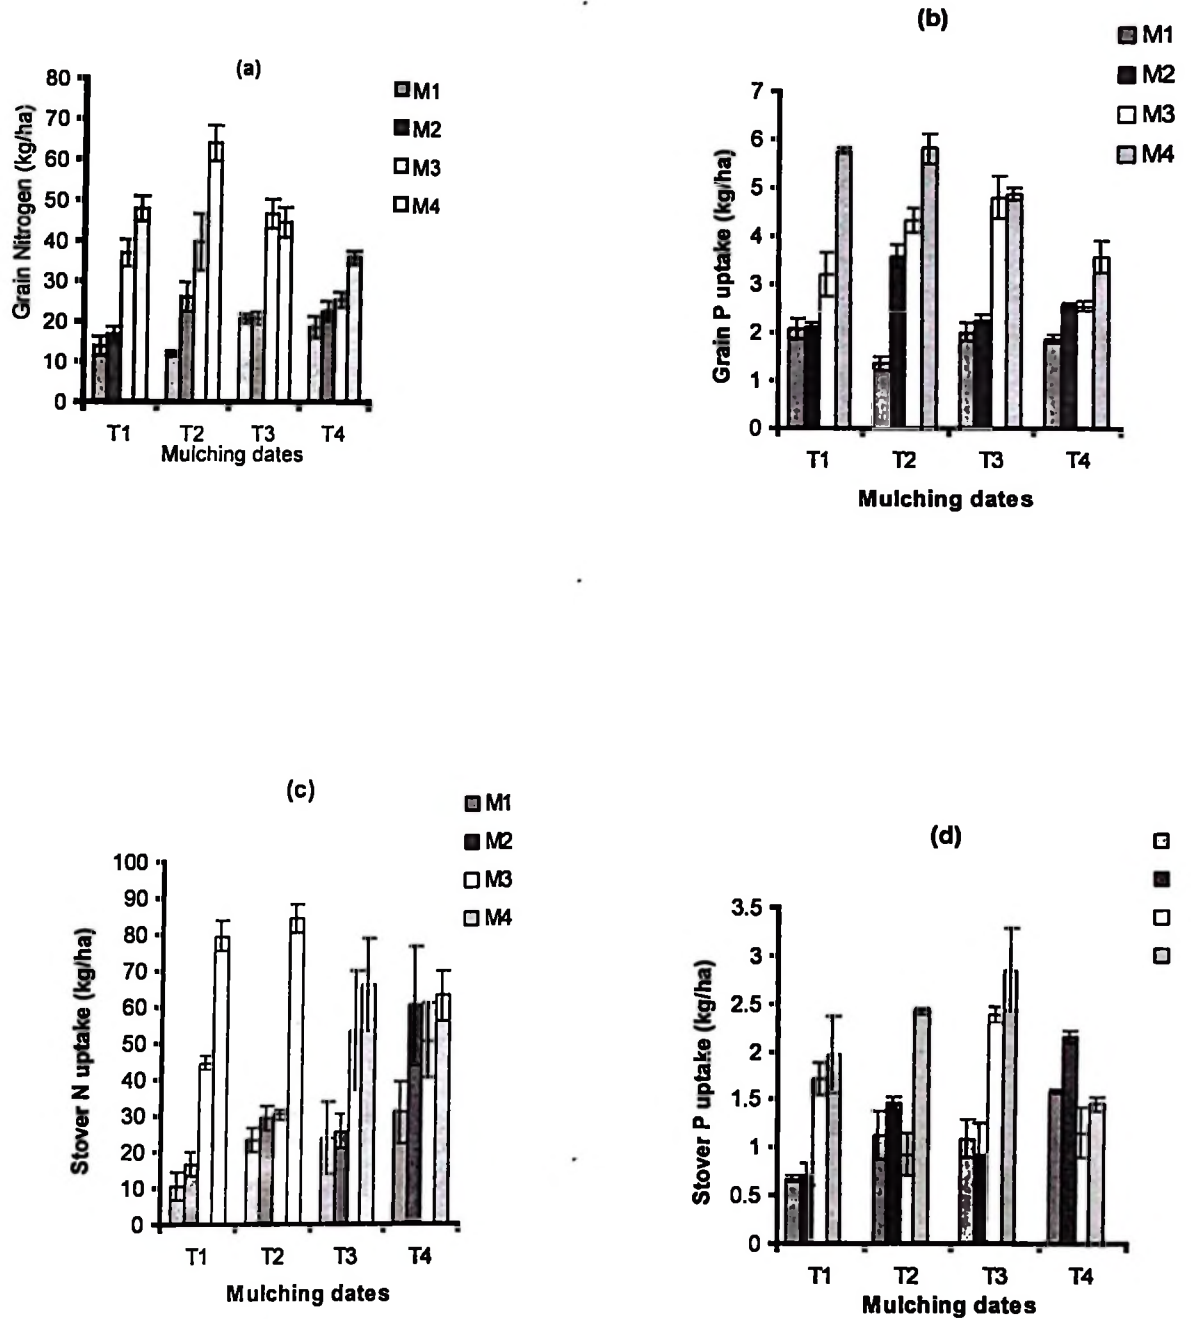 (a)
Grain Nitrogen (kg/ha)
80
70
60
50
40
30
20
10
0
T1 T2 T3 T4
Mulching dates
M1
M2
M3
M4
(b)
Grain P uptake (kg/ha)
7
6
5
4
3
2
1
0
T1 T2 T3 T4
Mulching dates
M1
M2
M3
M4
(c)
Stover N uptake (kg/ha)
100
90
80
70
60
50
40
30
20
10
0
T1 T2 T3 T4
Mulching dates
M1
M2
M3
M4
(d)
Stover P uptake (kg/ha)
3.5
3
2.5
2
1.5
1
0.5
0
T1 T2 T3 T4
Mulching dates